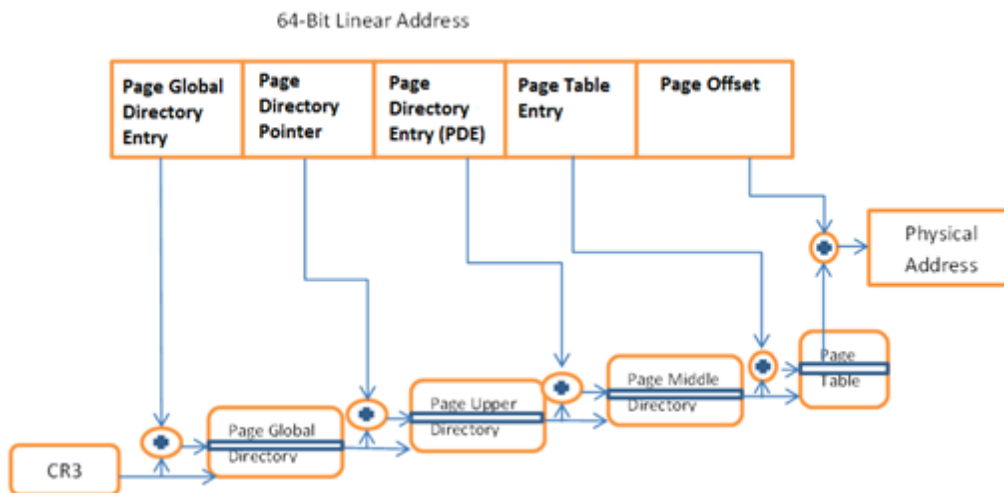 64-Bit Linear Address
Page Global
Directory
Entry
Page
Directory
Pointer
Page
Directory
Entry (PDE)
Page Table
Entry
Page Offset
Physical
Address
Page
Table
Page Middle
Directory
Page Upper
Directory
Page Global
Directory
CR3